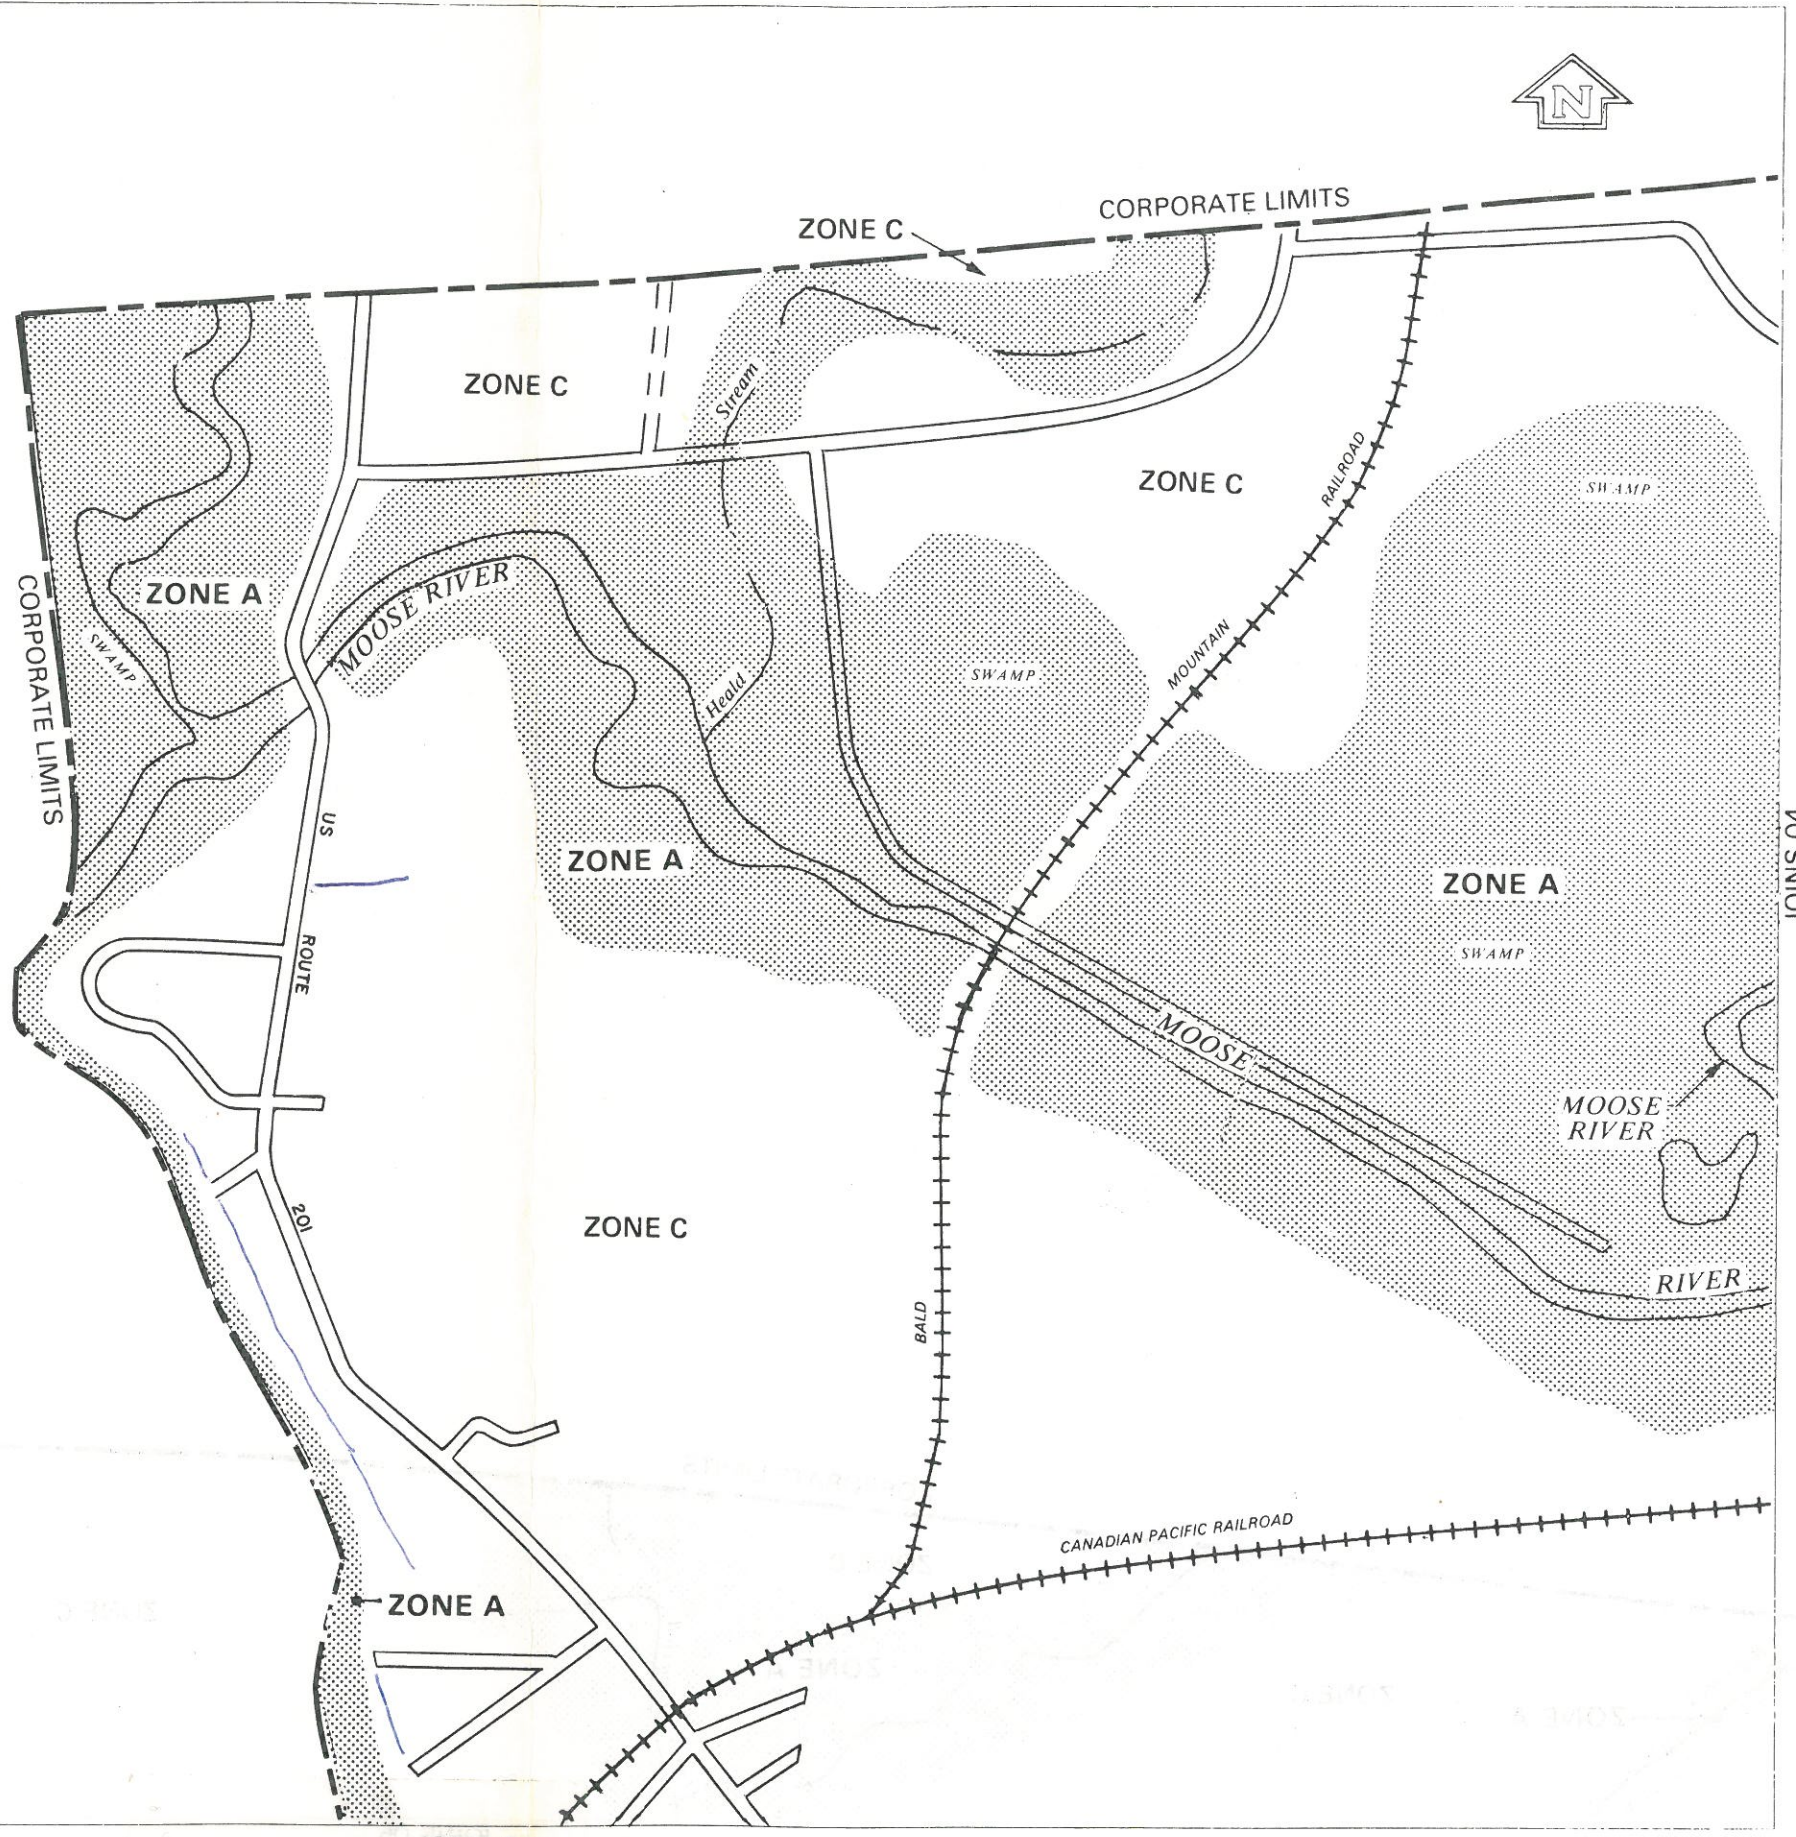 N
CORPORATE LIMITS
ZONE C
ZONE C
Stream
ZONE C
RAILROAD
SWAMP
MOOSE RIVER
ZONE A
CORPORATE LIMITS
SWAMP
MOUNTAIN
SWAMP
Heald
US
ZONE A
ZONE A
SWAMP
ROUTE
MOOSE
MOOSE
RIVER
201
ZONE C
RIVER
BALD
CANADIAN PACIFIC RAILROAD
ZONE A